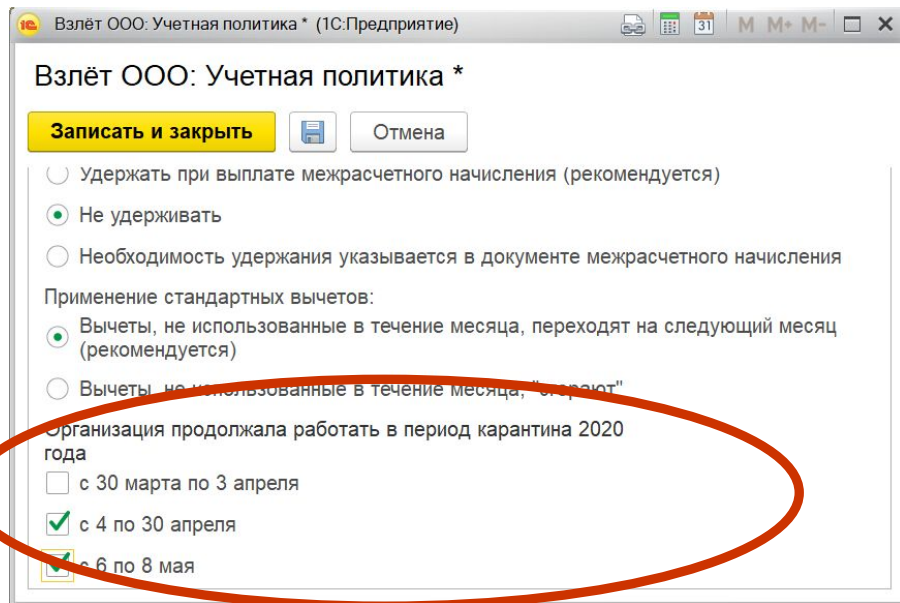 1С Взлёт ООО: Учетная политика * (1С:Предприятие) 31 M M+ M-
Взлёт ООО: Учетная политика *
Записать и закрыть Отмена
Удержать при выплате межрасчетного начисления (рекомендуется)
Не удерживать
Необходимость удержания указывается в документе межрасчетного начисления
Применение стандартных вычетов:
Вычеты, не использованные в течение месяца, переходят на следующий месяц
(рекомендуется)
Вычеты, не использованные в течение месяца, "сгорают"
Организация продолжала работать в период карантина 2020
года
с 30 марта по 3 апреля
с 4 по 30 апреля
с 6 по 8 мая